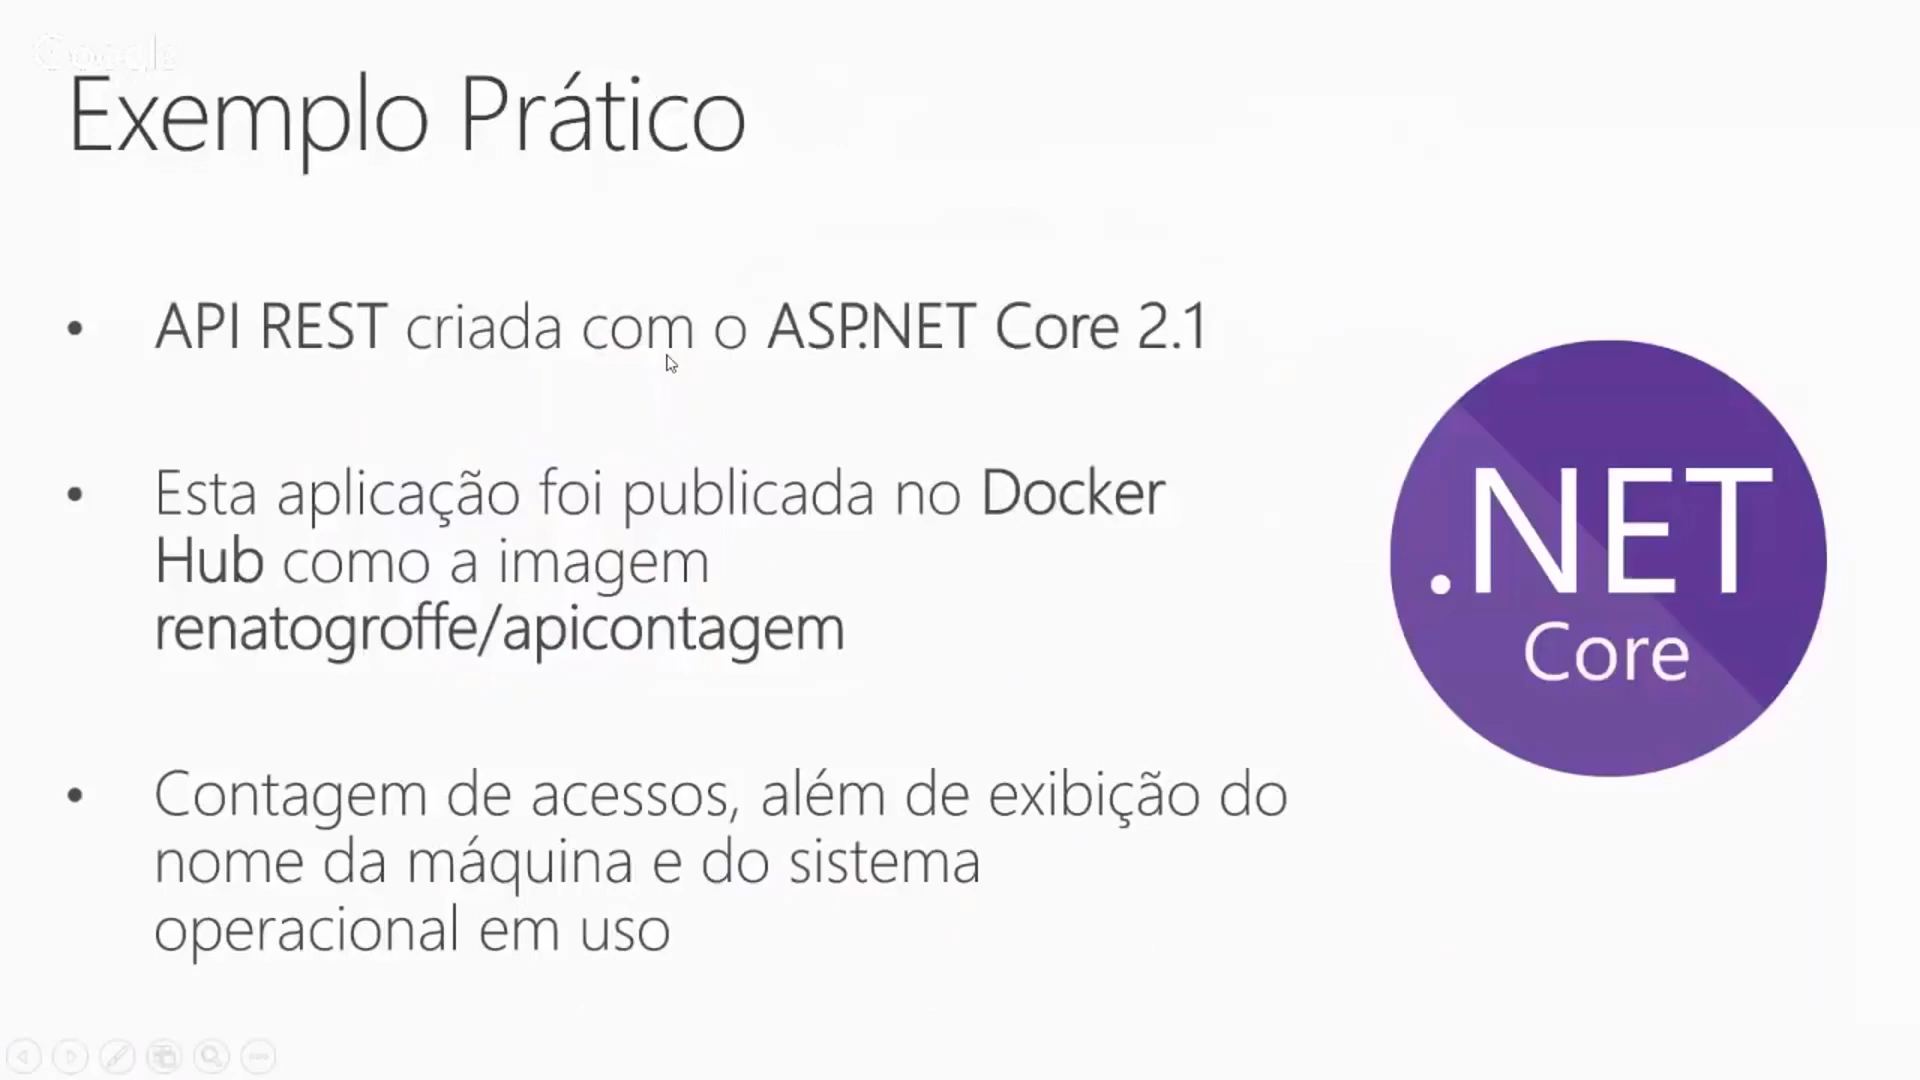 Google
Exemplo Prático
• API REST criada com o ASP.NET Core 2.1
• Esta aplicação foi publicada no Docker
Hub como a imagem
renatogroffe/apicontagem
• Contagem de acessos, além de exibição do
nome da máquina e do sistema
operacional em uso
.NET
Core